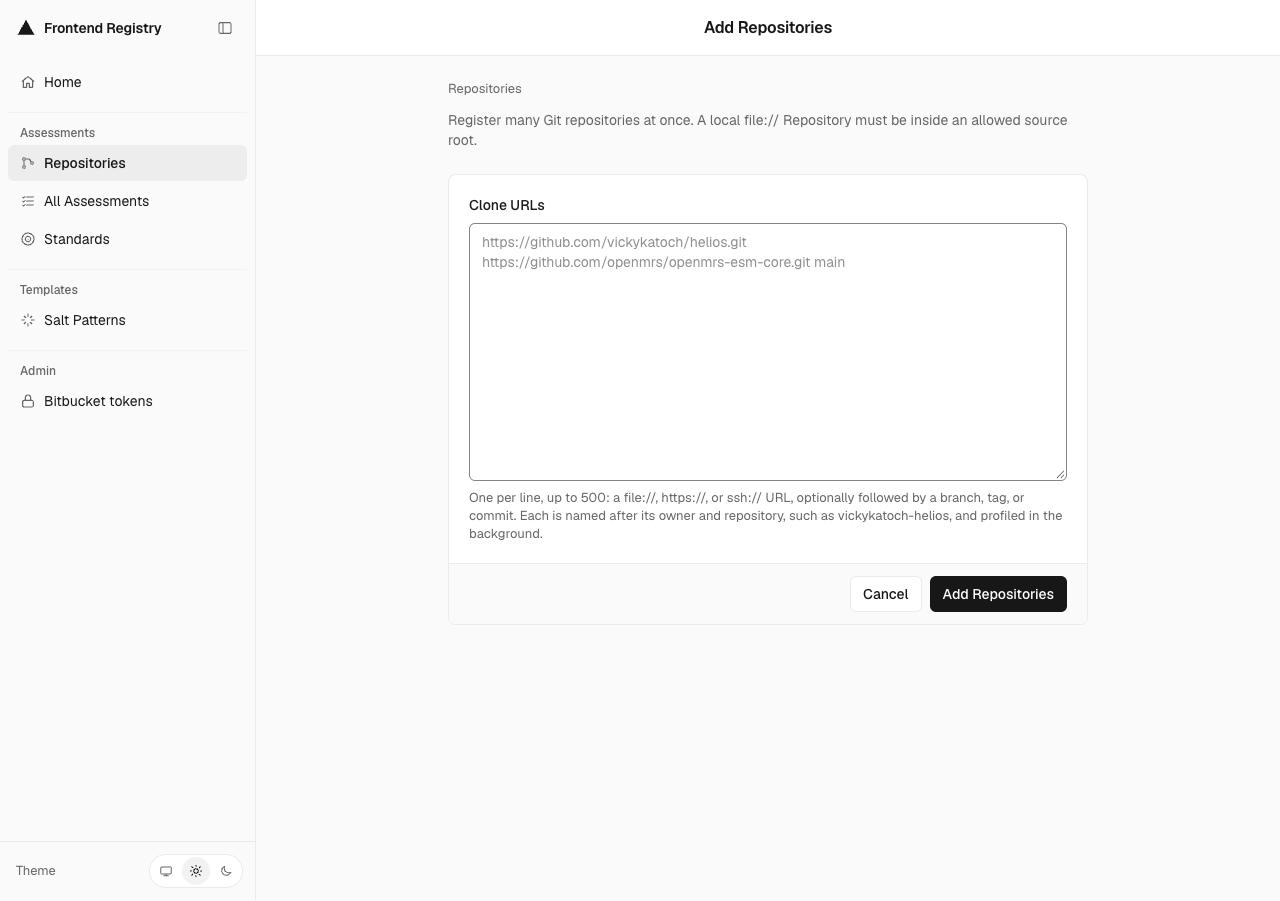 Frontend Registry
Home
Assessments
Repositories
All Assessments
Standards
Templates
Salt Patterns
Admin
Bitbucket tokens
Theme
Add Repositories
Repositories
Register many Git repositories at once. A local file:// Repository must be inside an allowed source
root.
Clone URLs
https://github.com/vickykatoch/helios.git
https://github.com/openmrs/openmrs-esm-core.git main
One per line, up to 500: a file://, https://, or ssh:// URL, optionally followed by a branch, tag, or
commit. Each is named after its owner and repository, such as vickykatoch-helios, and profiled in the
background.
Cancel
Add Repositories